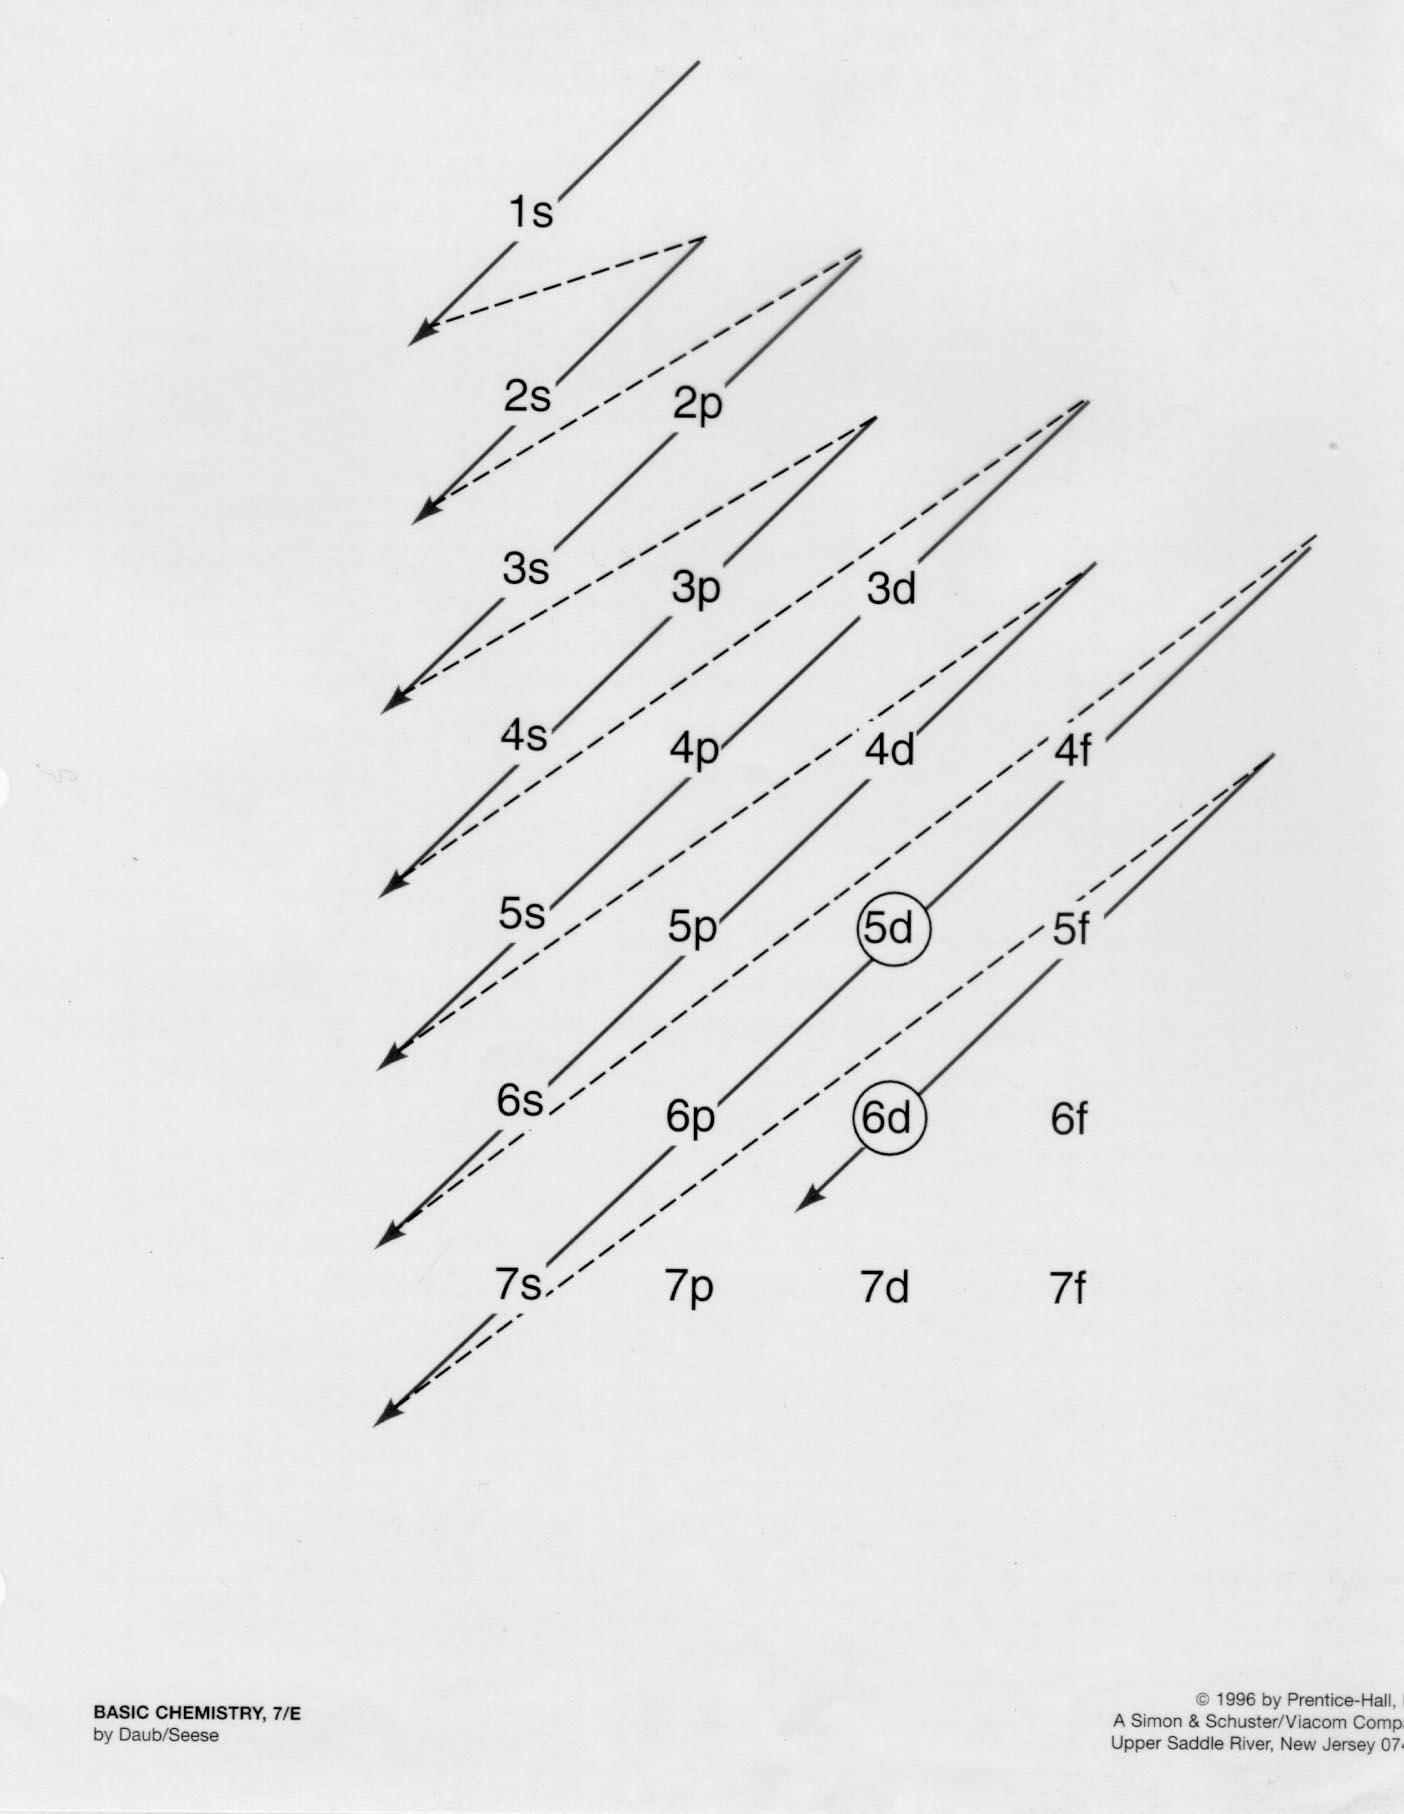 1s
2s 2p
3s 3p 3d
4s 4p 4d 4f
5s 5p 5d 5f
6s 6p 6d 6f
7s 7p 7d 7f
BASIC CHEMISTRY, 7/E
by Daub/Seese
© 1996 by Prentice-Hall,
A Simon & Schuster/Viacom
Upper Saddle River, New Jersey